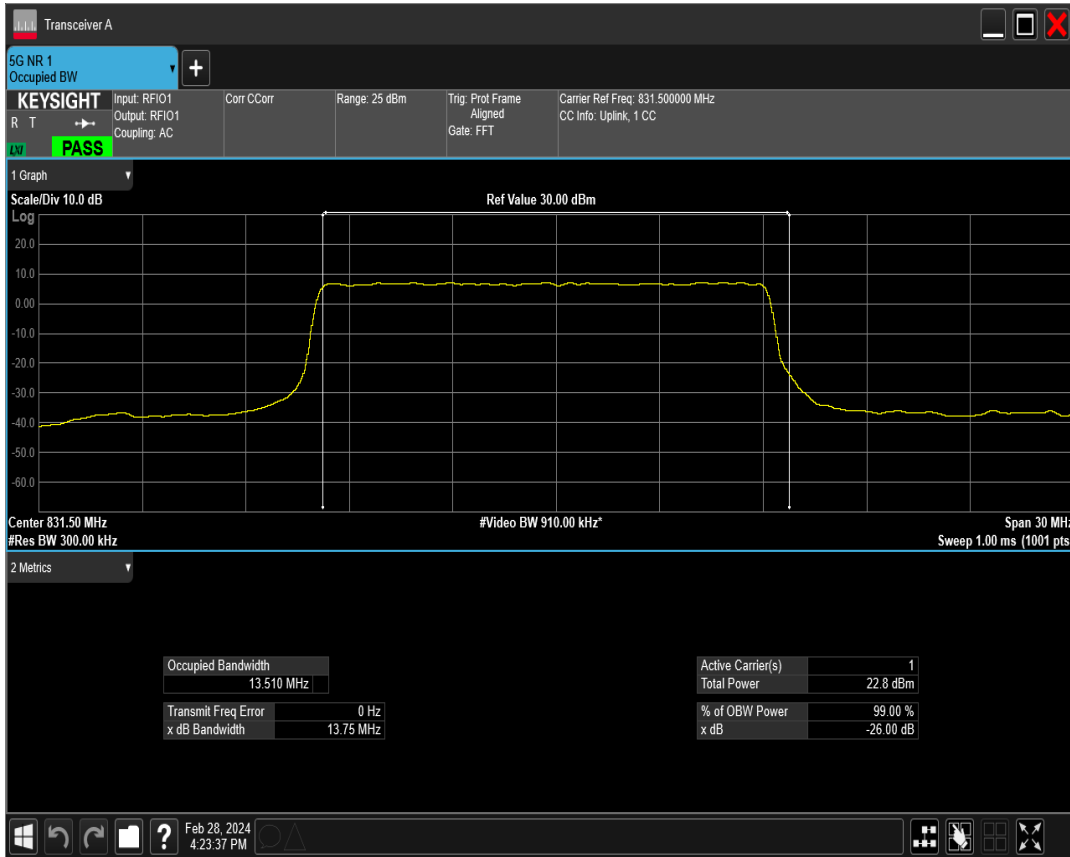 Transceiver A
5G NR 1
Occupied BW
+
KEYSIGHT
R T
LXI
PASS
Input: RFIO1
Output: RFIO1
Coupling: AC
Corr CCorr
Range: 25 dBm
Trig: Prot Frame
Aligned
Gate: FFT
Carrier Ref Freq: 831.500000 MHz
CC Info: Uplink, 1 CC
1 Graph
Scale/Div 10.0 dB
Ref Value 30.00 dBm
Log
20.0
10.0
0.00
-10.0
-20.0
-30.0
-40.0
-50.0
-60.0
Center 831.50 MHz
#Video BW 910.00 kHz*
Span 30 MHz
#Res BW 300.00 kHz
Sweep 1.00 ms (1001 pts
2 Metrics
Occupied Bandwidth
13.510 MHz
Transmit Freq Error 0 Hz
x dB Bandwidth 13.75 MHz
Active Carrier(s) 1
Total Power 22.8 dBm
% of OBW Power 99.00 %
x dB -26.00 dB
?
Feb 28, 2024
4:23:37 PM